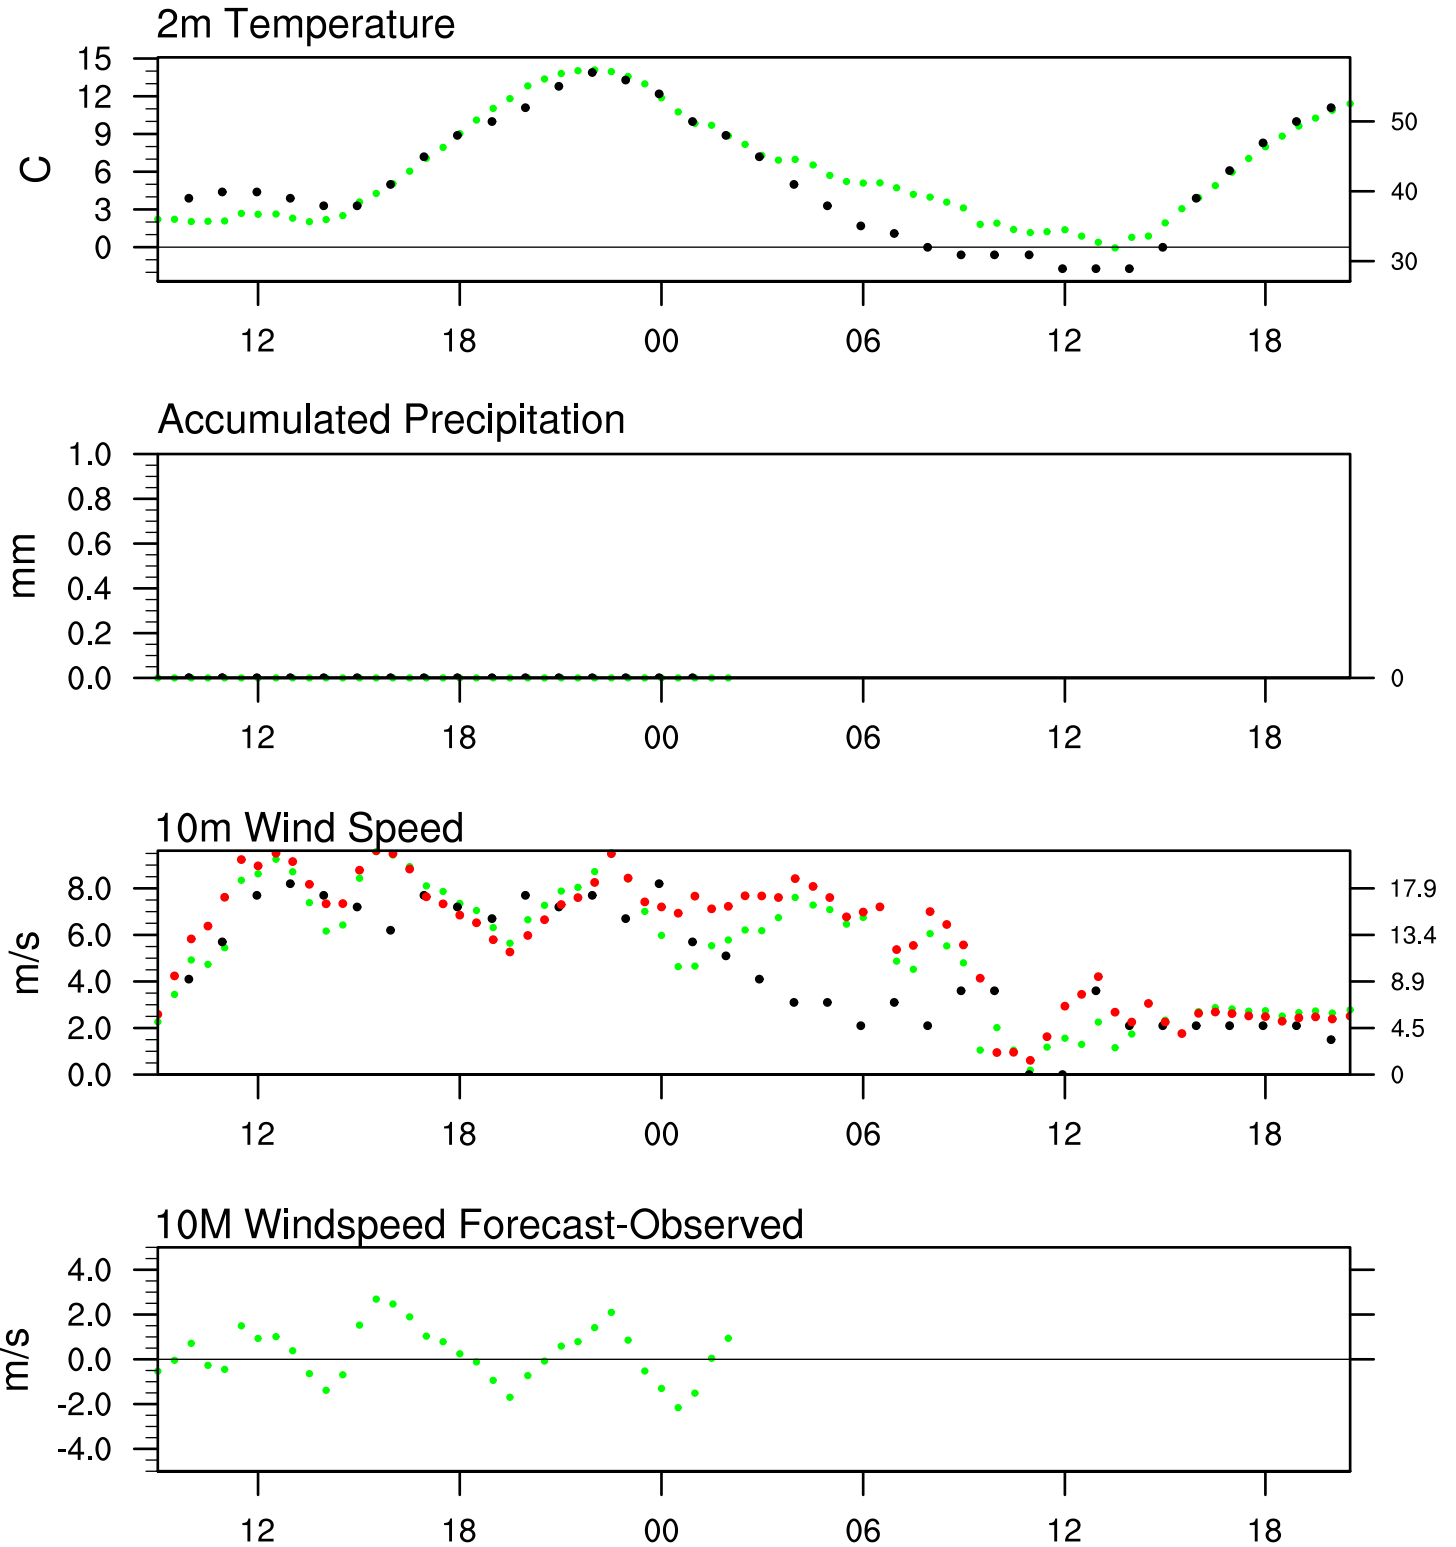 2m Temperature
15
12
9
6
3
0
C
50
40
30
12 18 00 06 12 18
Accumulated Precipitation
1.0
0.8
0.6
0.4
0.2
0.0
mm
0
12 18 00 06 12 18
10m Wind Speed
8.0
6.0
4.0
2.0
0.0
m/s
17.9
13.4
8.9
4.5
0
12 18 00 06 12 18
10M Windspeed Forecast-Observed
4.0
2.0
0.0
-2.0
-4.0
m/s
12 18 00 06 12 18